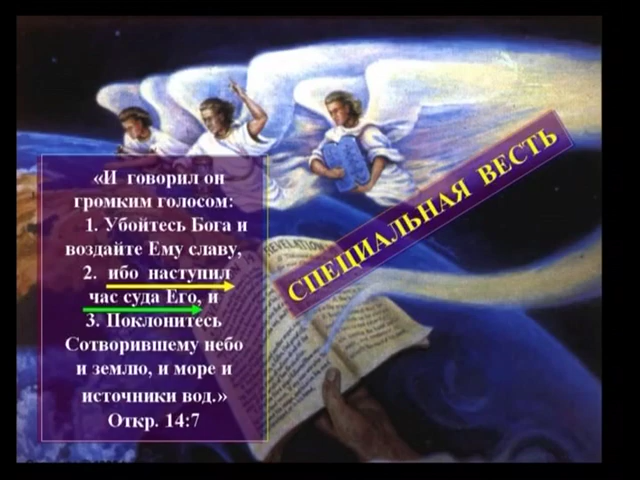 «И говорил он
громким голосом:
1. Убойтесь Бога и
воздайте Ему славу,
2. ибо наступил
час суда Его, и
3. Поклонитесь
Сотворившему небо
и землю, и море и
источники вод.»
Откр. 14:7
СПЕЦИАЛЬНАЯ ВЕСТЬ
REVELATION